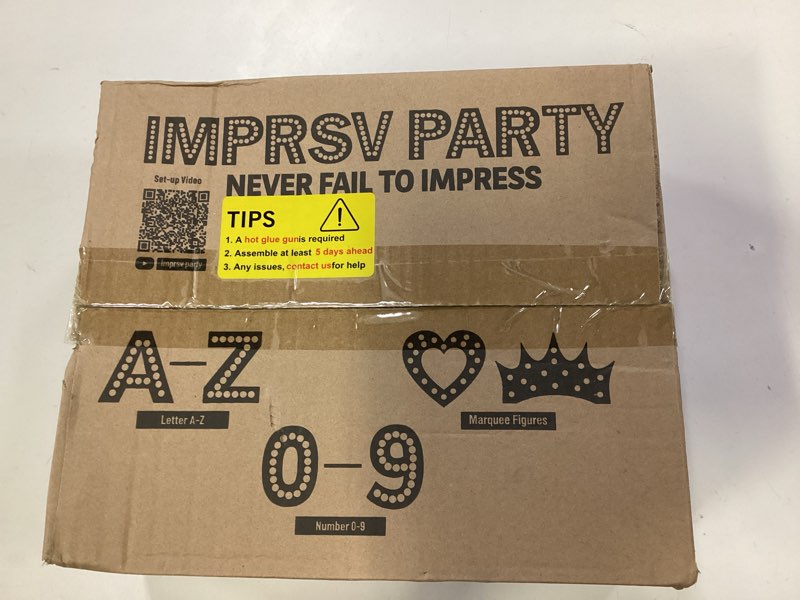 IMPRSV PARTY
Set-up Video
NEVER FAIL TO IMPRESS
TIPS
1. A hot glue gunis required
2. Assemble at least 5 days ahead
3. Any issues, contact usfor help
imprsv party
A-Z
Letter A-Z
Marquee Figures
0-9
Number 0-9